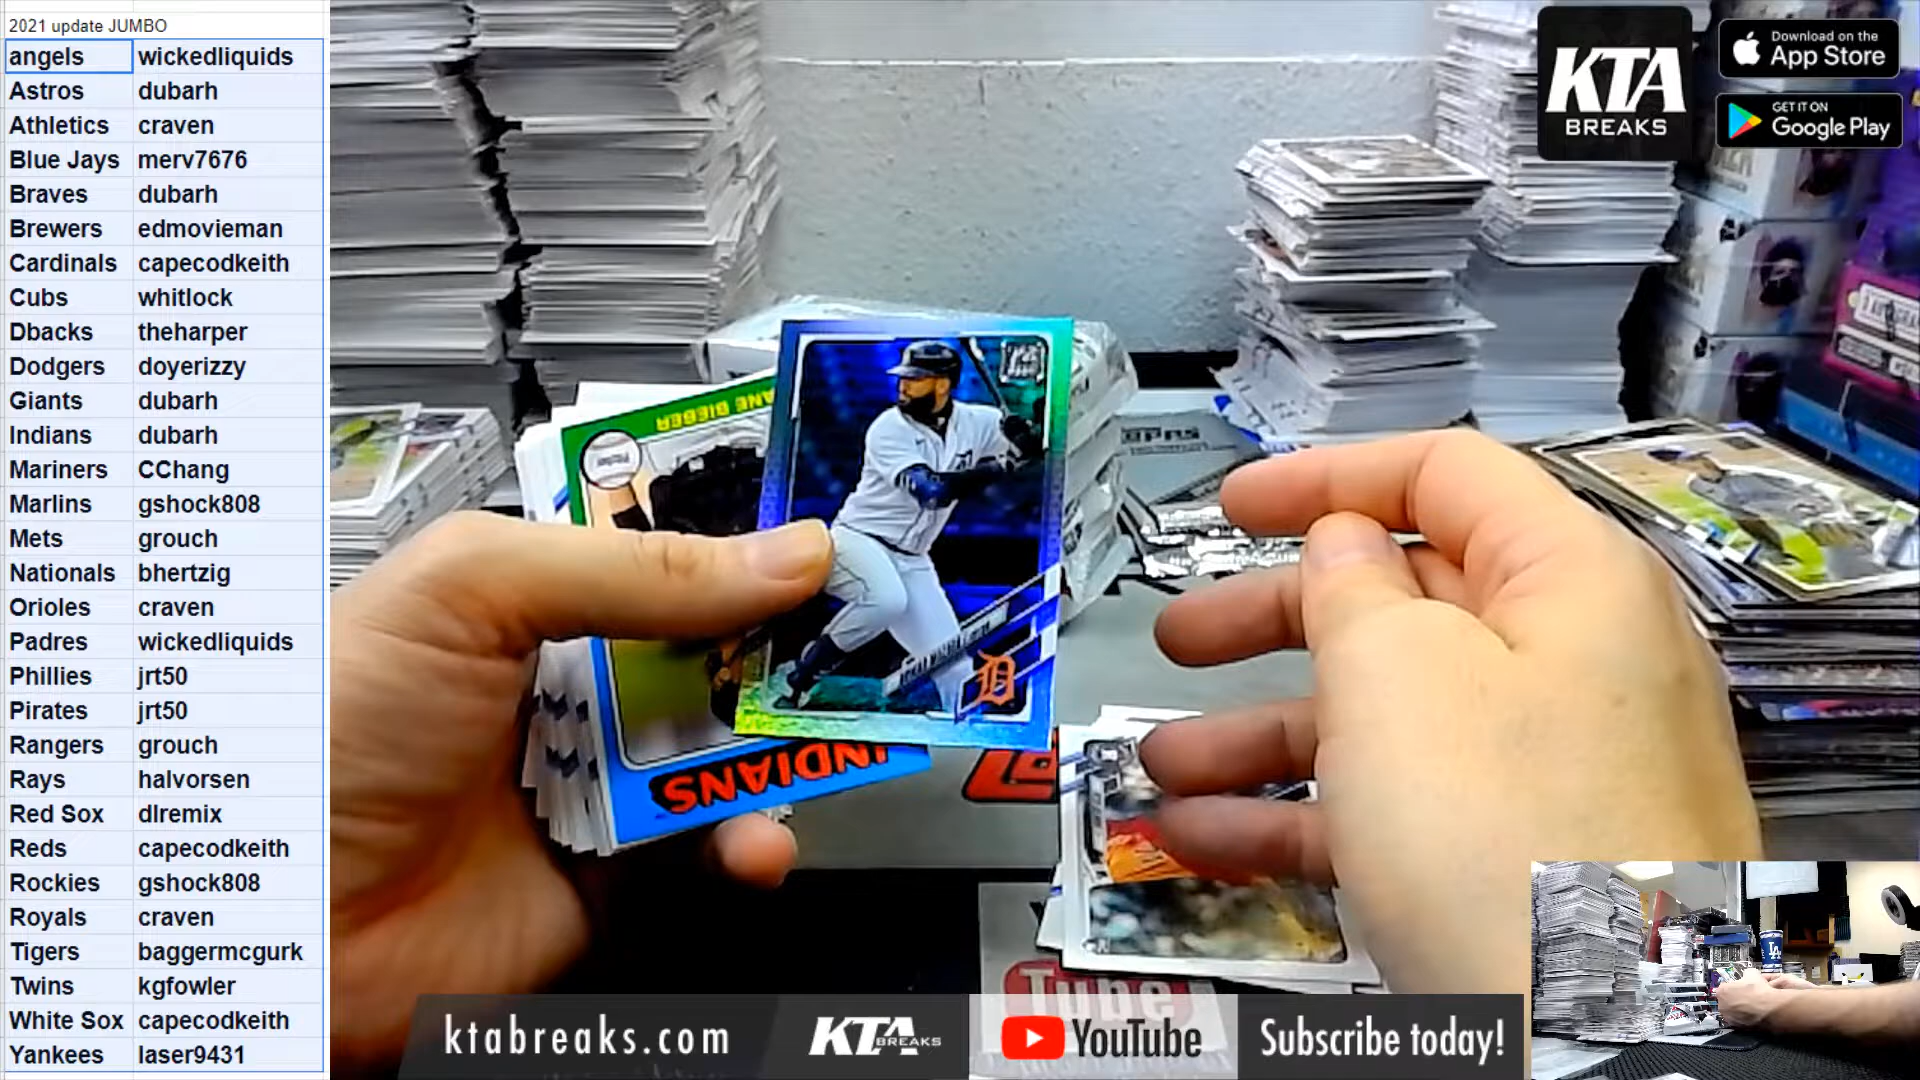 2021 update JUMBO
angels wickedliquids
Astros dubarh
Athletics craven
Blue Jays merv7676
Braves dubarh
Brewers edmovieman
Cardinals capecodkeith
Cubs whitlock
Dbacks theharper
Dodgers doyerizzy
Giants dubarh
Indians dubarh
Mariners CChang
Marlins gshock808
Mets grouch
Nationals bhertzig
Orioles craven
Padres wickedliquids
Phillies jrt50
Pirates jrt50
Rangers grouch
Rays halvorsen
Red Sox dlremix
Reds capecodkeith
Rockies gshock808
Royals craven
Tigers baggermcgurk
Twins kgfowler
White Sox capecodkeith
Yankees laser9431
KTA
BREAKS
Download on the
App Store
GET IT ON
Google Play
ANE BIEBER
D
INDIANS
Tube
LA
ktabreaks.com
KTA BREAKS
YouTube
Subscribe today!